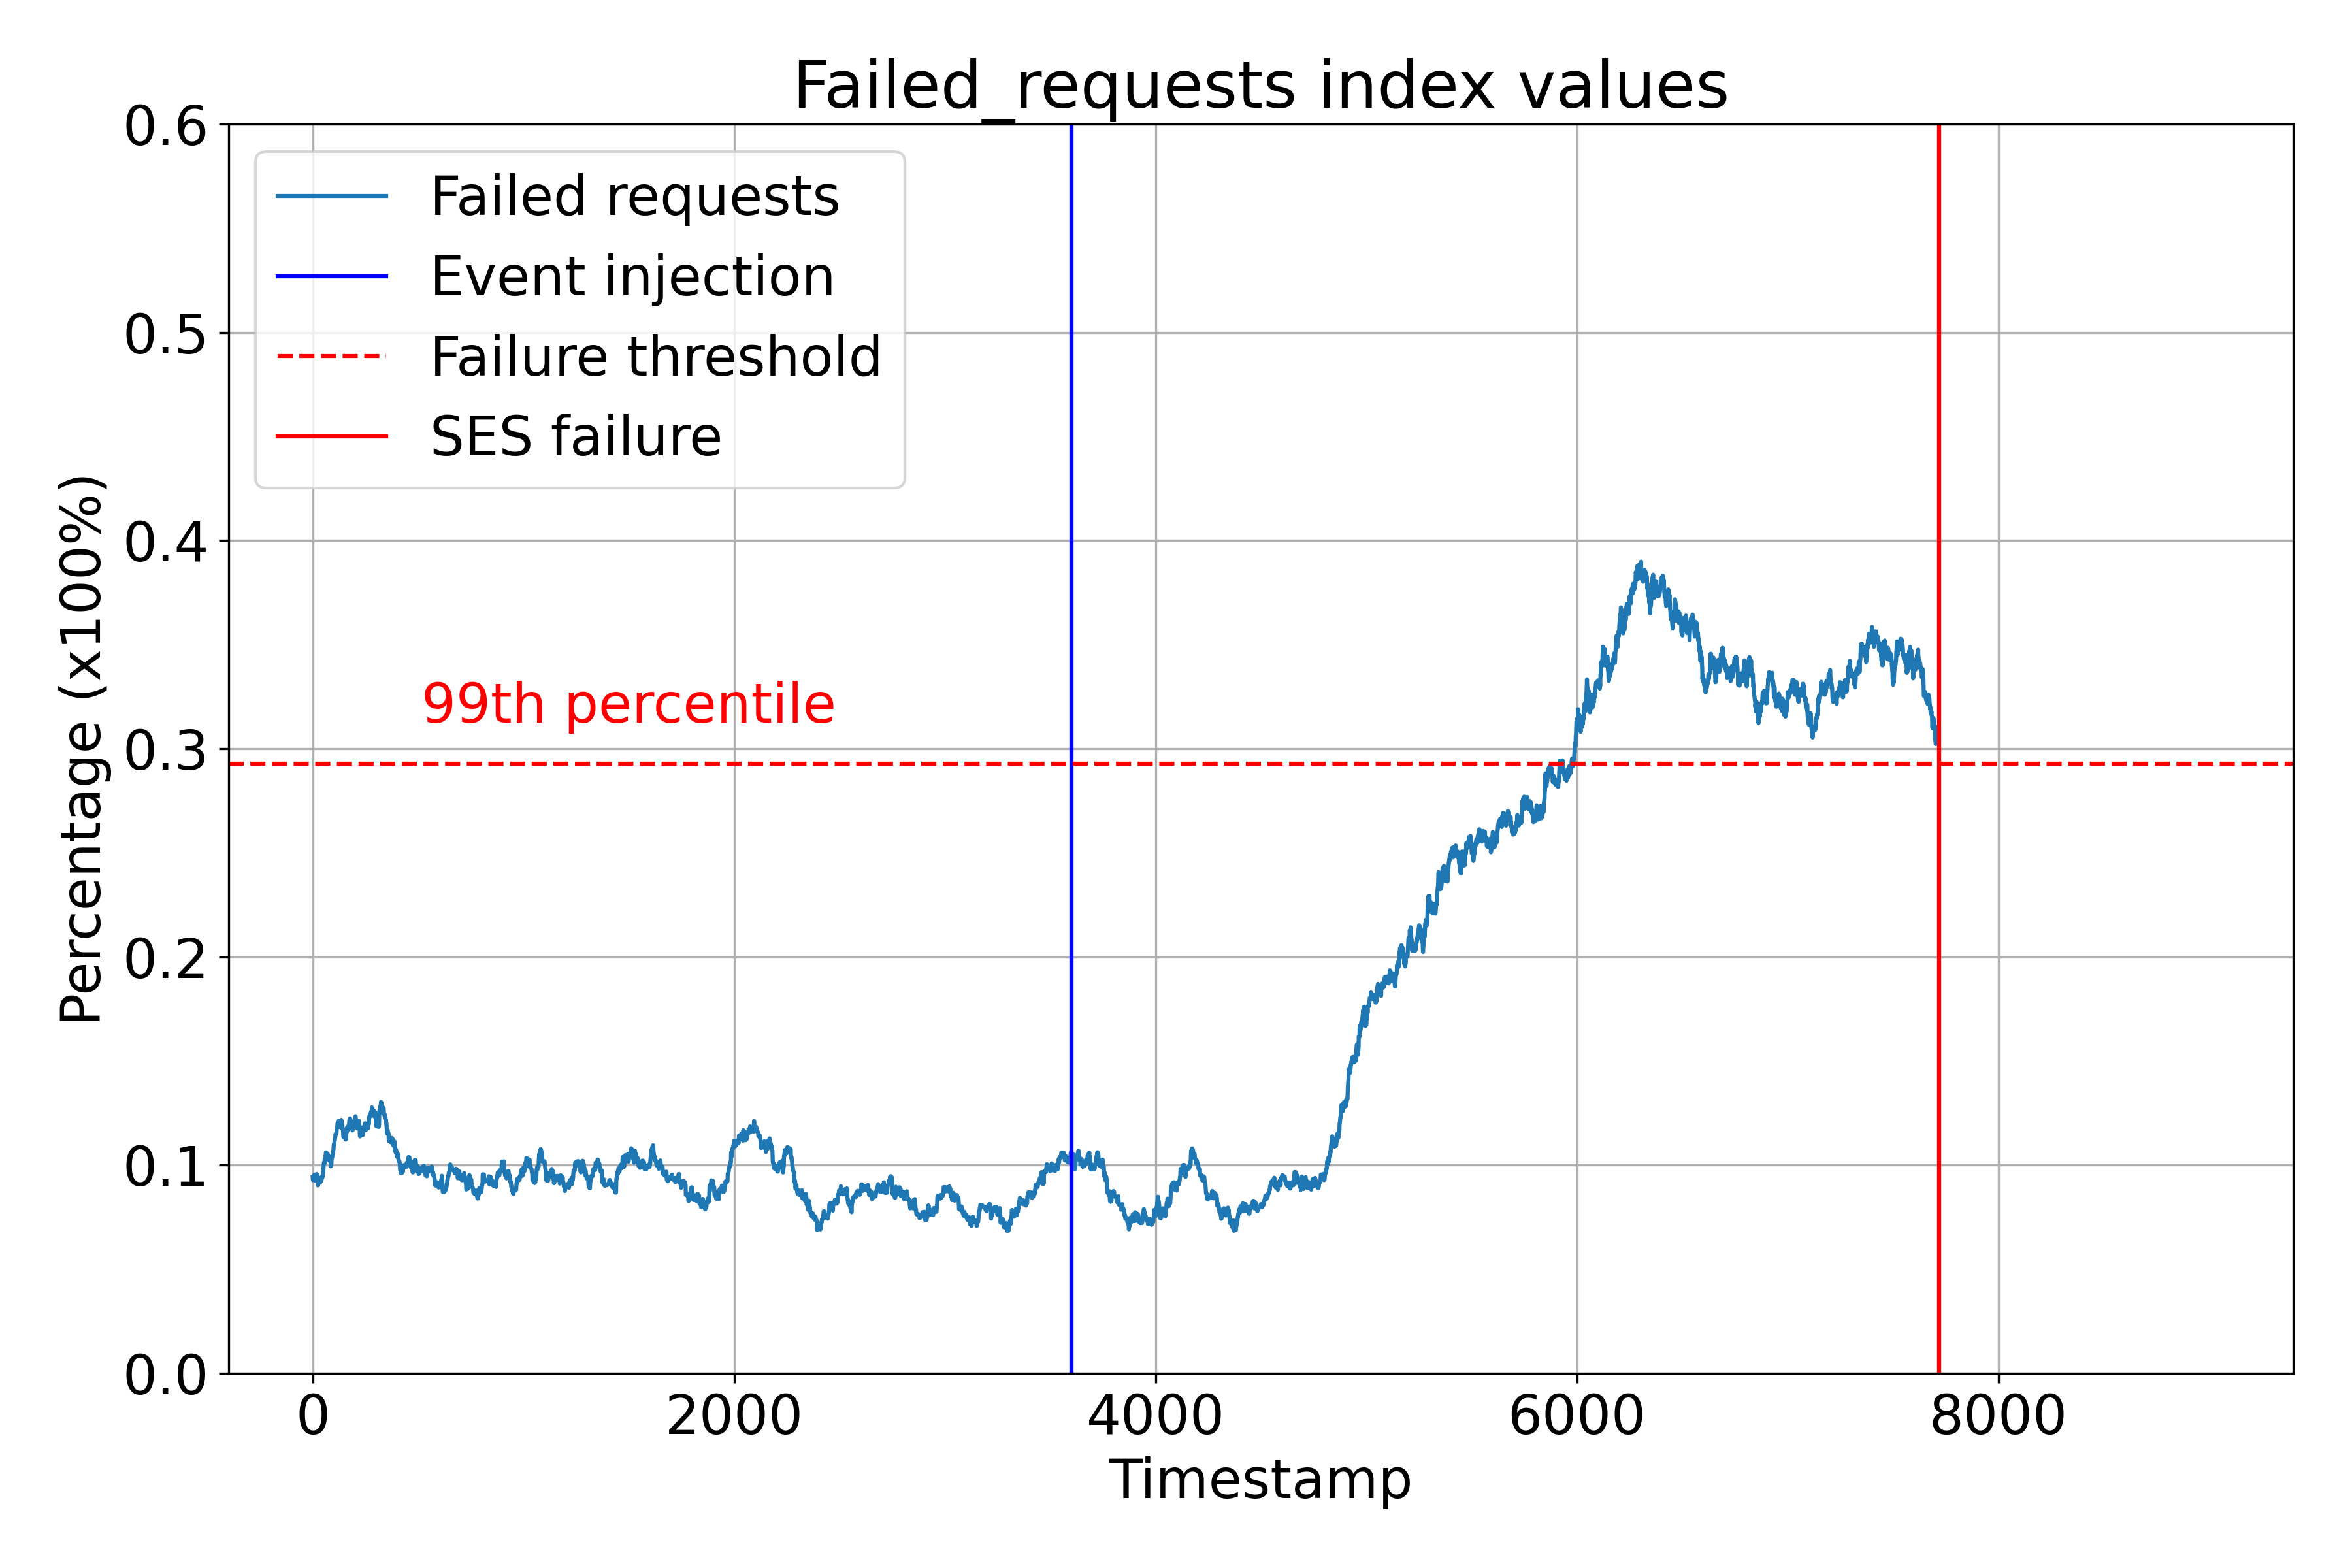 Failed_requests index values
0.6
0.5
0.4
0.3
0.2
0.1
0.0
Percentage (x100%)
Failed requests
Event injection
Failure threshold
SES failure
99th percentile
0 2000 4000 6000 8000
Timestamp